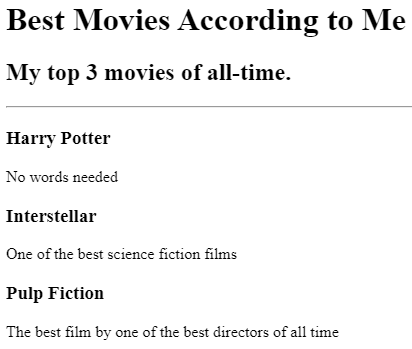 Best Movies According to Me
My top 3 movies of all-time.
Harry Potter
No words needed
Interstellar
One of the best science fiction films
Pulp Fiction
The best film by one of the best directors of all time